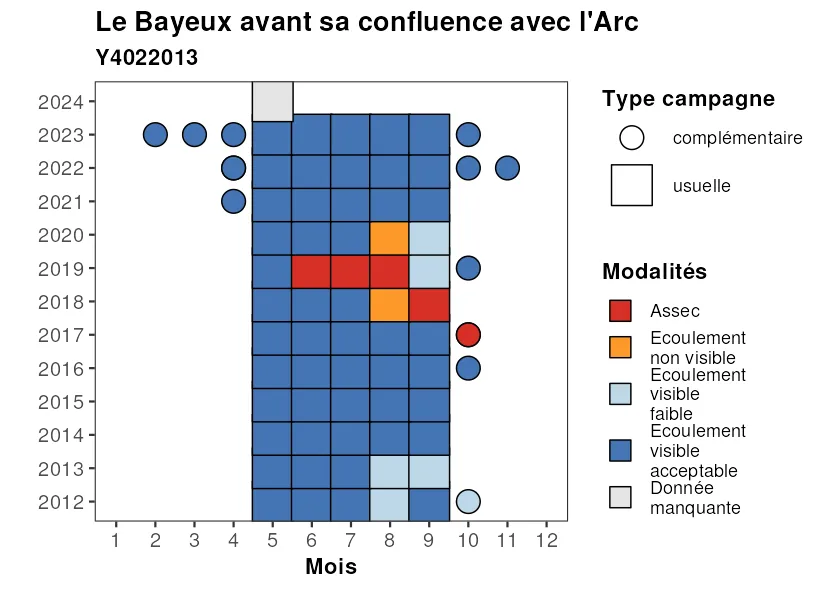 Le Bayeux avant sa confluence avec l'Arc
Y4022013
2024
2023
2022
2021
2020
2019
2018
2017
2016
2015
2014
2013
2012
1 2 3 4 5 6 7 8 9 10 11 12
Mois
Type campagne
complémentaire
usuelle
Modalités
Assec
Ecoulement
non visible
Ecoulement
visible
faible
Ecoulement
visible
acceptable
Donnée
manquante